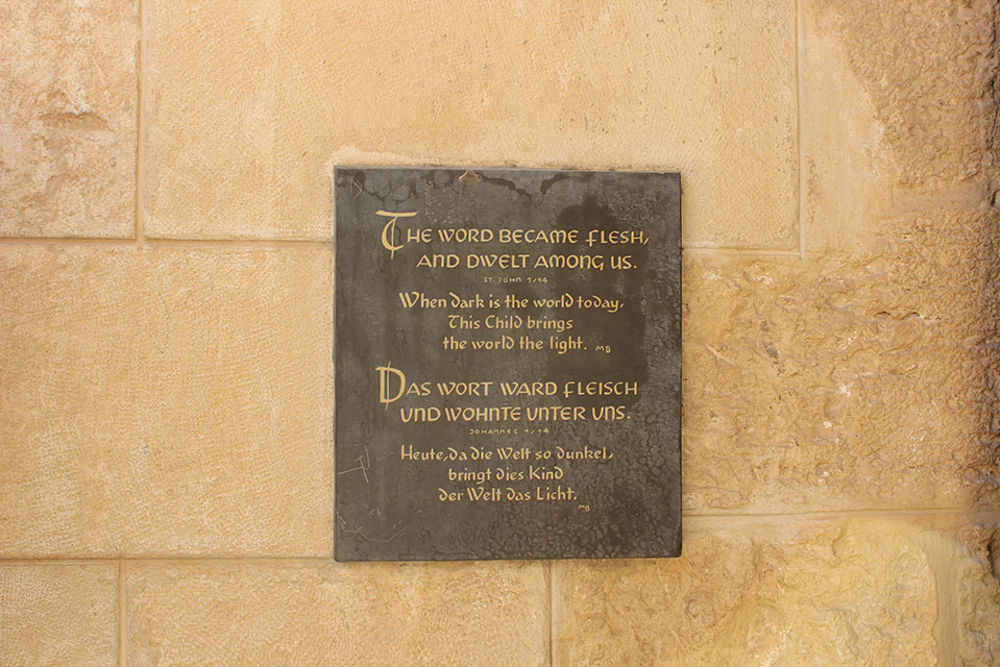 THE WORD BECAME FLESH,
AND DWELT AMONG US.
ST. JOHN 1/14
When dark is the world today,
This Child brings
the world the light. MB
DAS WORT WARD FLEISCH
UND WOHNTE UNTER UNS.
JOHANNES 1/14
Heute, da die Welt so dunkel,
bringt dies Kind
der Welt das Licht.
MB